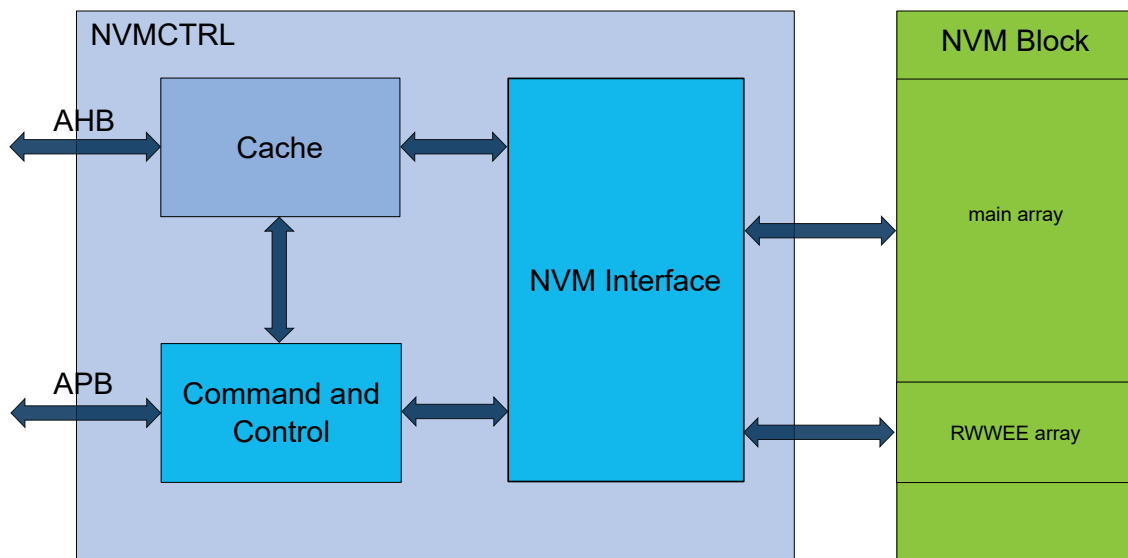 NVMCTRL
NVM Block
AHB
Cache
main array
NVM Interface
APB
Command and
Control
RWWEE array